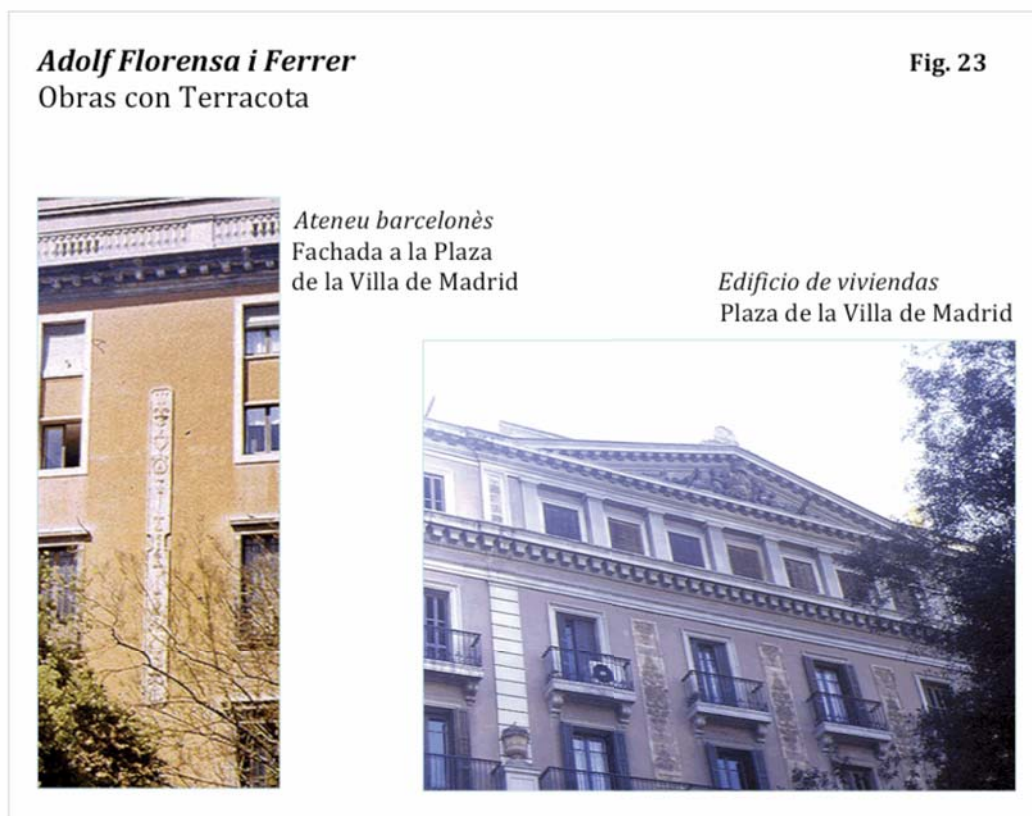 Adolf Florensa i Ferrer
Fig. 23
Obras con Terracota
Ateneu barcelonès
Fachada a la Plaza
de la Villa de Madrid
Edificio de viviendas
Plaza de la Villa de Madrid